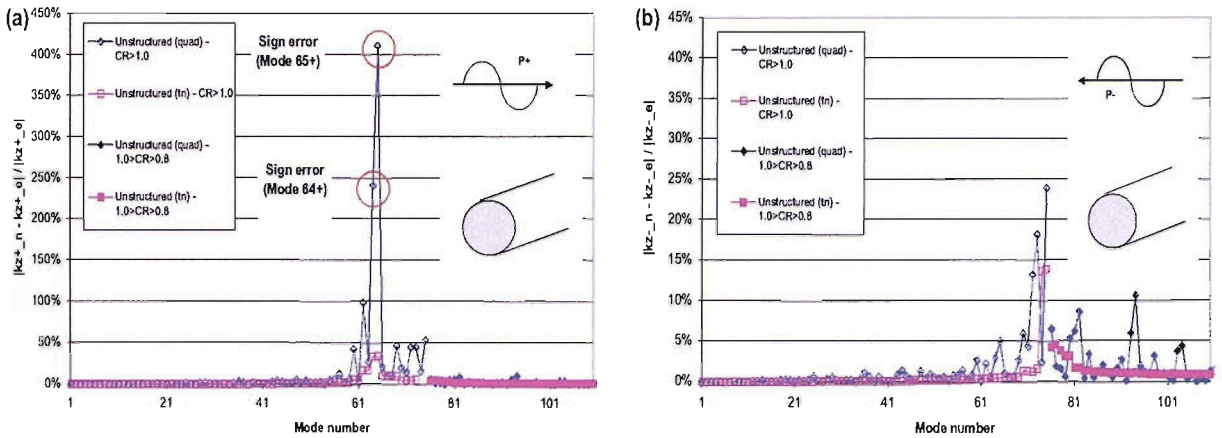 (a)
450%
400%
350%
300%
250%
200%
150%
100%
50%
0%
|kz+_n - kz+_e| / |kz+_e|
Unstructured (quad) -
CR>1.0
Unstructured (tri) - CR>1.0
Unstructured (quad) -
1.0>CR>0.8
Unstructured (tri) -
1.0>CR>0.8
Sign error
(Mode 65+)
Sign error
(Mode 64+)
P+
1
21
41
61
81
101
Mode number
(b)
45%
40%
35%
30%
25%
20%
15%
10%
5%
0%
|kz-_n - kz-_e| / |kz-_e|
Unstructured (quad) -
CR>1.0
Unstructured (tri) -
CR>1.0
Unstructured (quad) -
1.0>CR>0.8
Unstructured (tri) -
1.0>CR>0.8
P-
1
21
41
61
81
101
Mode number